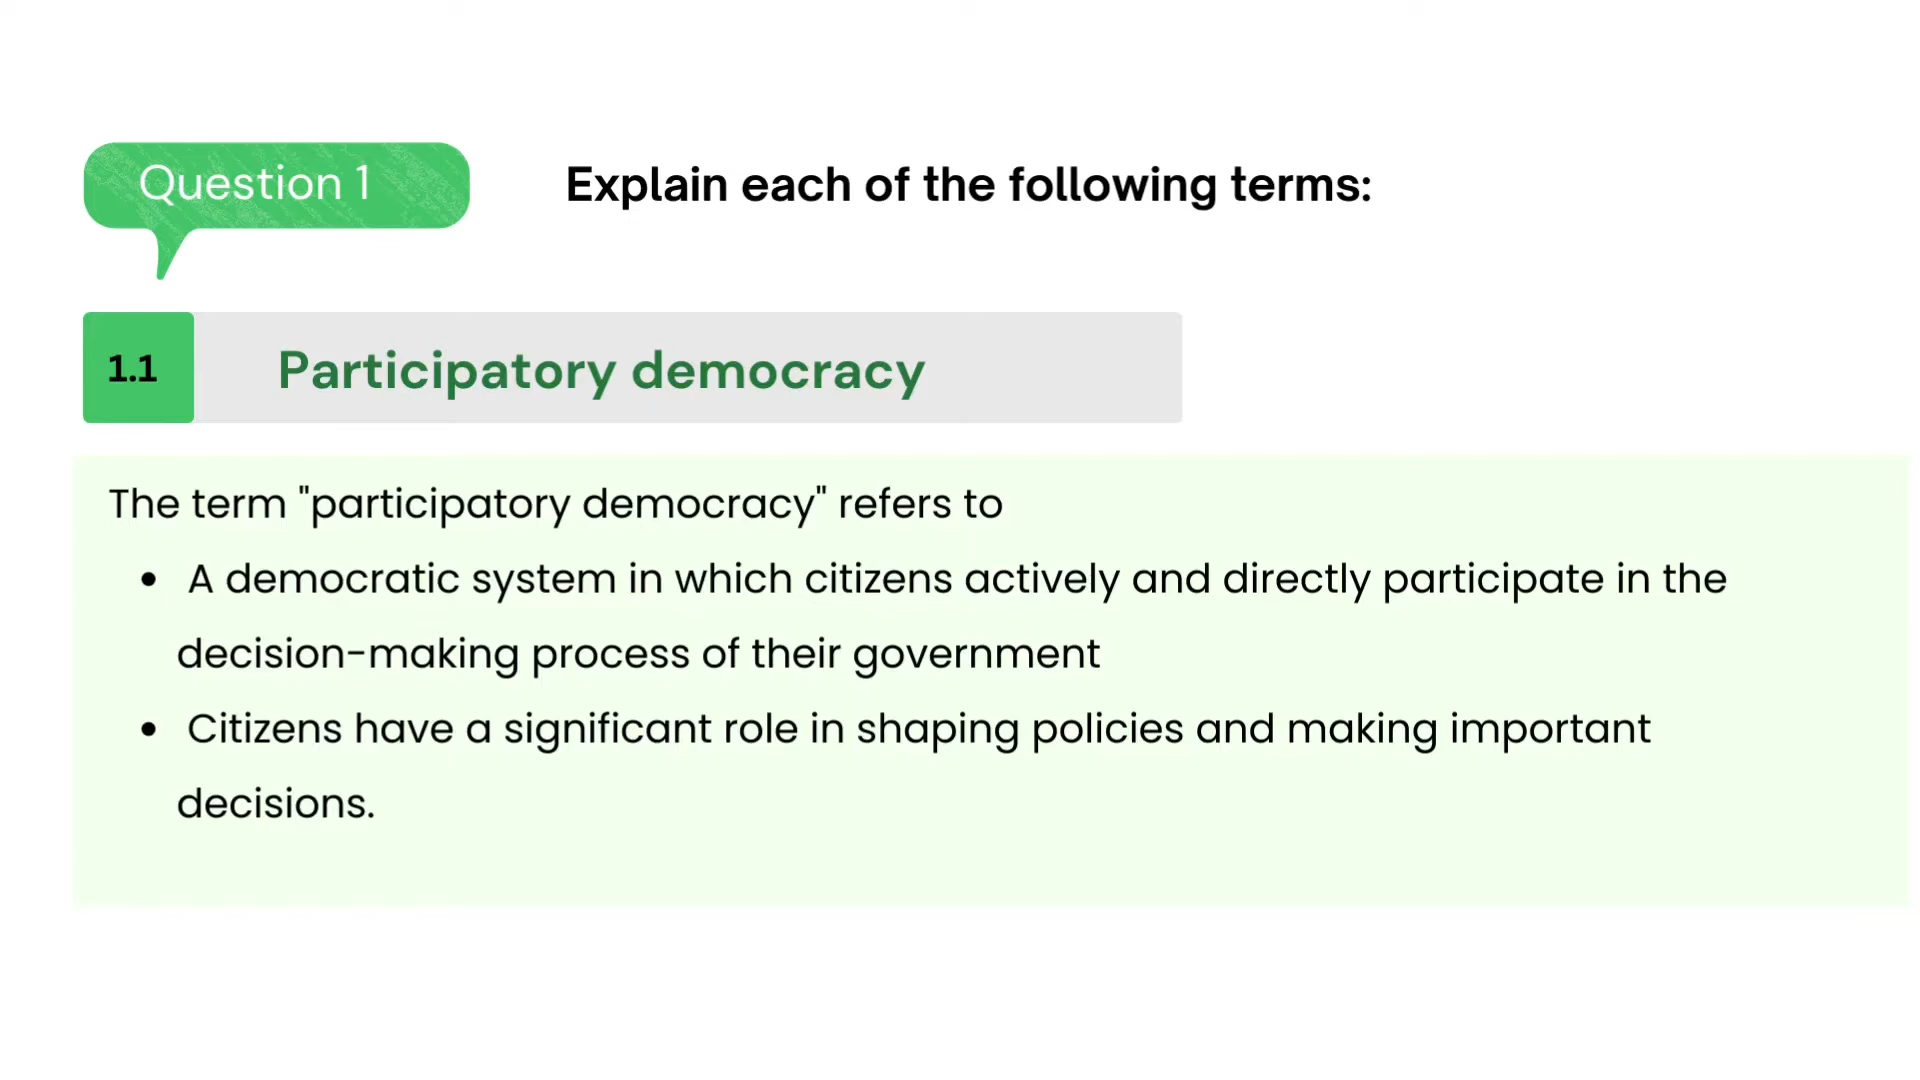 Question 1
Explain each of the following terms:
1.1
Participatory democracy
The term "participatory democracy" refers to
• A democratic system in which citizens actively and directly participate in the
decision-making process of their government
• Citizens have a significant role in shaping policies and making important
decisions.